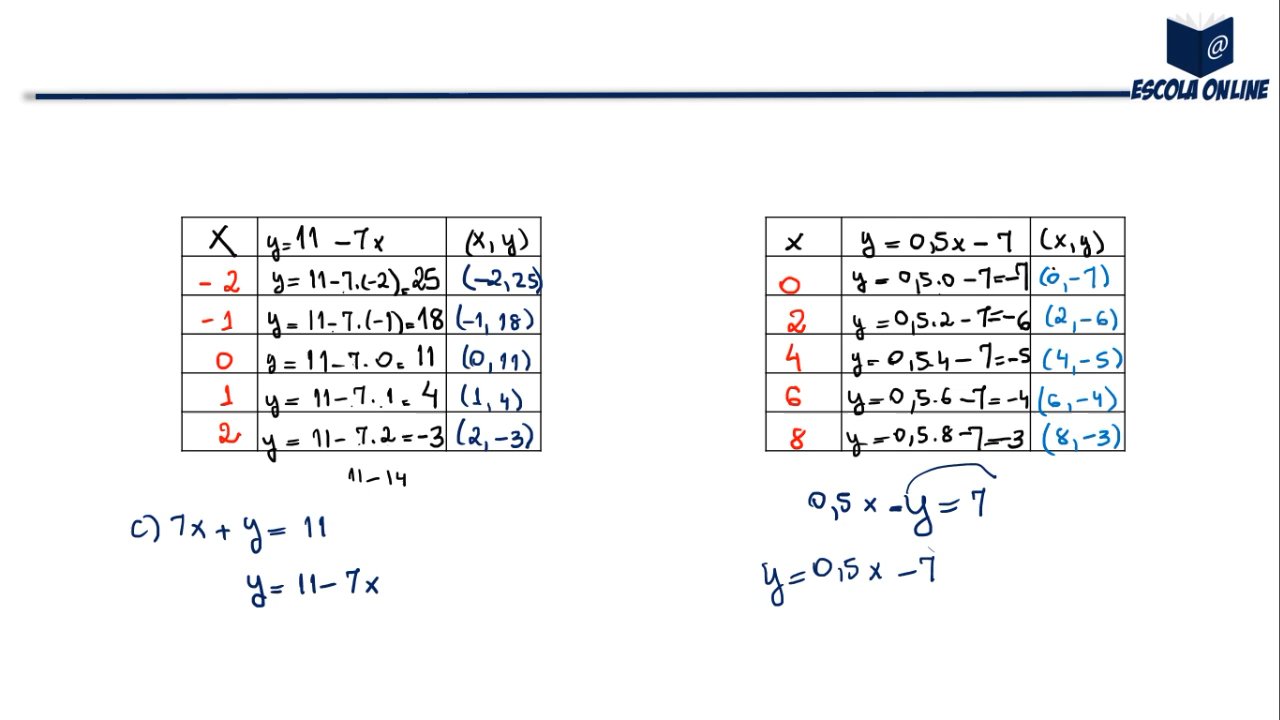 @
ESCOLA ONLINE
X y=11 -7x (x,y)
-2 y= 11-7.(-2)=25 (-2,25)
-1 y= 11-7.(-1)=18 (-1,18)
0 y= 11-7.0= 11 (0,11)
1 y= 11-7.1= 4 (1,4)
2 y= 11-7.2=-3 (2,-3)
11-14
C) 7x+y= 11
y= 11-7x
x y=0,5x-7 (x,y)
0 y=0,5.0-7=-7 (0,-7)
2 y=0,5.2-7=-6 (2,-6)
4 y=0,5.4-7=-5 (4,-5)
6 y=0,5.6-7=-4 (6,-4)
8 y=0,5.8-7=-3 (8,-3)
0,5x-y=7
y=0,5x-7